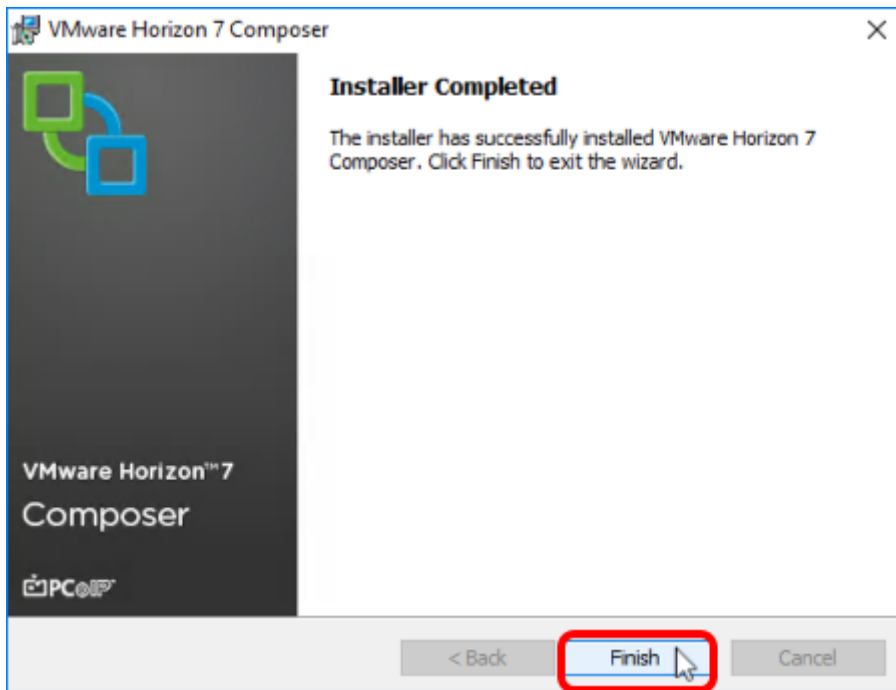 VMware Horizon 7 Composer
Installer Completed
The installer has successfully installed VMware Horizon 7
Composer. Click Finish to exit the wizard.
VMware Horizon™7
Composer
PCoIP
< Back
Finish
Cancel